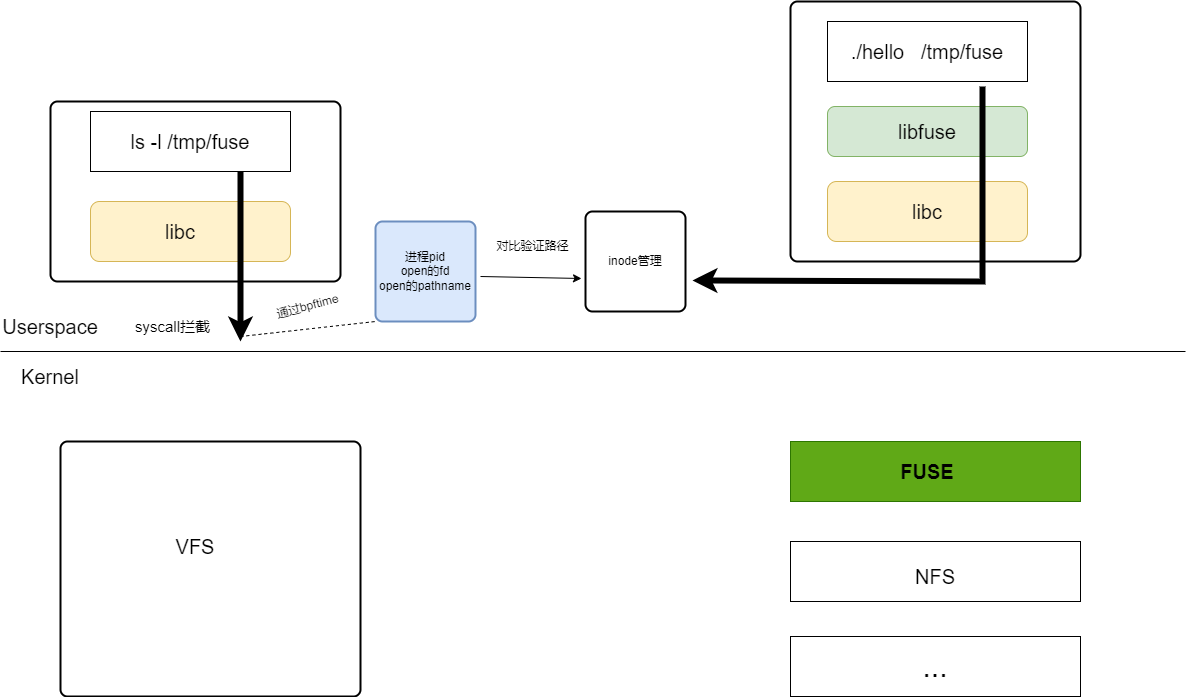 ./hello /tmp/fuse
libfuse
libc
ls -l /tmp/fuse
libc
进程pid
open的fd
open的pathname
对比验证路径
inode管理
通过bpftime
Userspace
syscall拦截
Kernel
VFS
FUSE
NFS
...